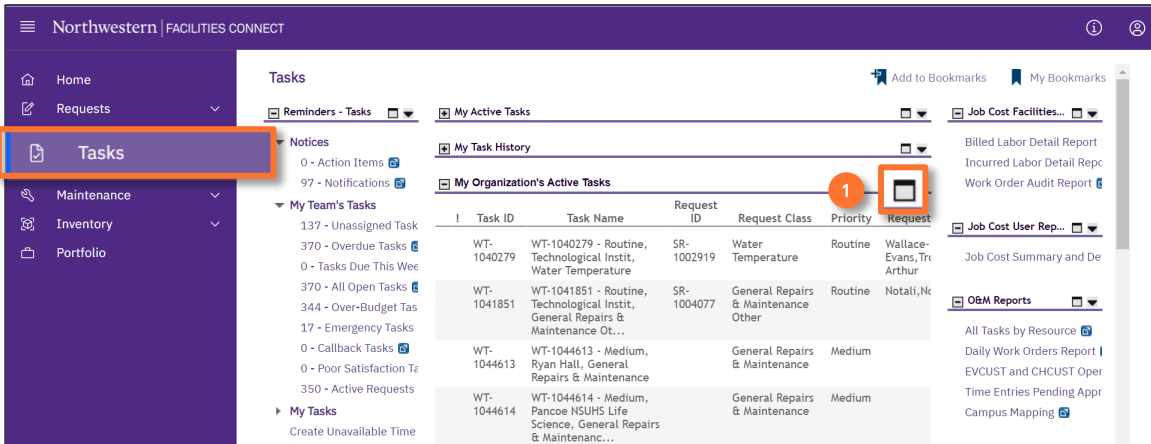 Northwestern | FACILITIES CONNECT
Home
Requests
Tasks
Maintenance
Inventory
Portfolio
Tasks
Add to Bookmarks
My Bookmarks
Reminders - Tasks
Notices
0 - Action Items
97 - Notifications
My Team's Tasks
137 - Unassigned Task
370 - Overdue Tasks
0 - Tasks Due This Wee
370 - All Open Tasks
344 - Over-Budget Tas
17 - Emergency Tasks
0 - Callback Tasks
0 - Poor Satisfaction Ta
350 - Active Requests
My Tasks
Create Unavailable Time
My Active Tasks
My Task History
My Organization's Active Tasks
1
! Task ID Task Name Request ID Request Class Priority Request
WT-1040279 WT-1040279 - Routine, SR-1002919 Water Routine Wallace-
Technological Instit, Temperature Evans,Tro
Water Temperature Arthur
WT-1041851 WT-1041851 - Routine, SR-1004077 General Repairs Routine Notali,No
Technological Instit, & Maintenance
General Repairs & Other
Maintenance Ot...
WT-1044613 WT-1044613 - Medium, General Repairs Medium
Ryan Hall, General & Maintenance
Repairs & Maintenance
WT-1044614 WT-1044614 - Medium, General Repairs Medium
Pancoe NSUHS Life & Maintenance
Science, General Repairs
& Maintenanc...
Job Cost Facilities...
Billed Labor Detail Report
Incurred Labor Detail Repo
Work Order Audit Report
Job Cost User Rep...
Job Cost Summary and De
O&M Reports
All Tasks by Resource
Daily Work Orders Report
EVCUST and CHCUST Oper
Time Entries Pending Appr
Campus Mapping